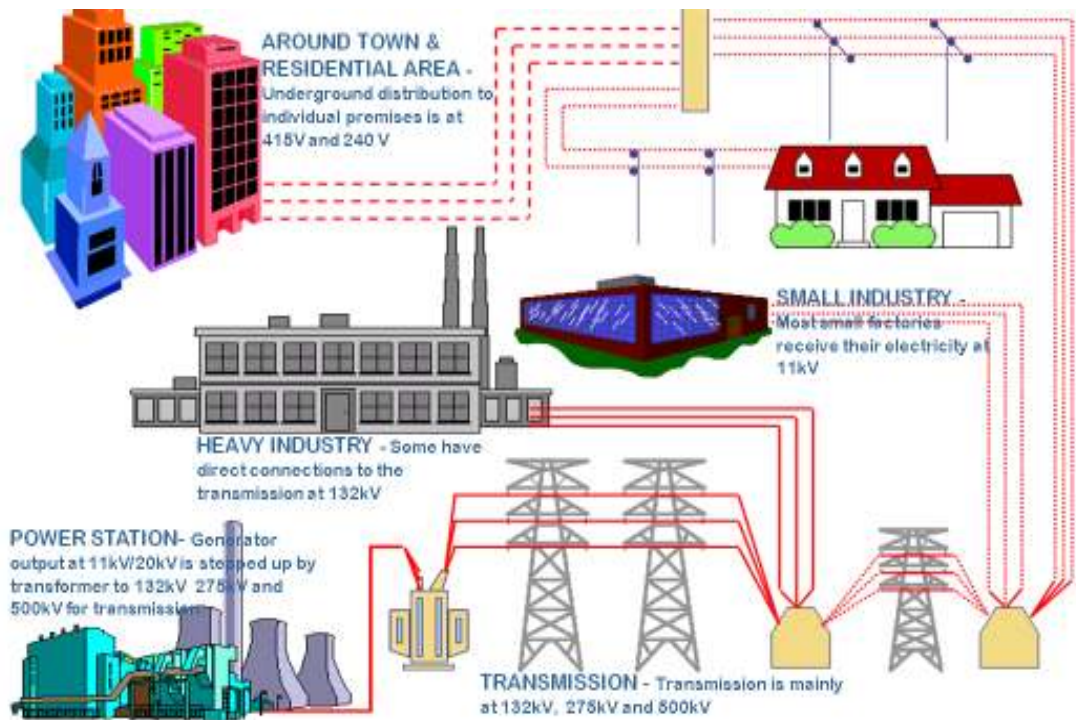 AROUND TOWN &
RESIDENTIAL AREA -
Underground distribution to
individual premises is at
415V and 240 V
SMALL INDUSTRY -
Most small factories
receive their electricity at
11kV
HEAVY INDUSTRY - Some have
direct connections to the
transmission at 132kV
POWER STATION- Generator
output at 11kV/20kV is stepped up by
transformer to 132kV 275kV and
500kV for transmission
TRANSMISSION - Transmission is mainly
at 132kV, 275kV and 500kV